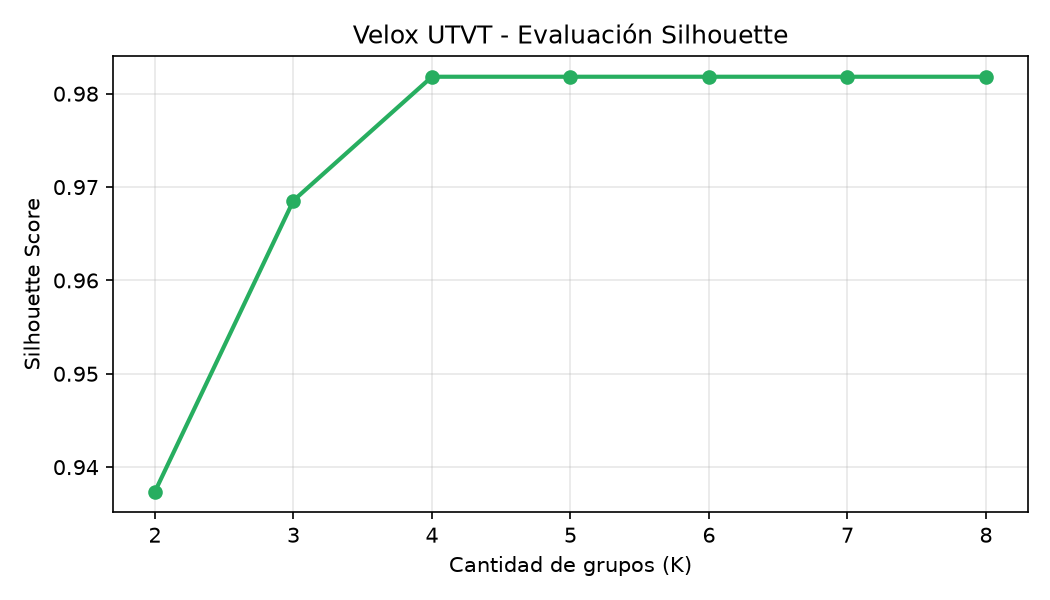 Velox UTVT - Evaluación Silhouette
Silhouette Score
0.98
0.97
0.96
0.95
0.94
2 3 4 5 6 7 8
Cantidad de grupos (K)